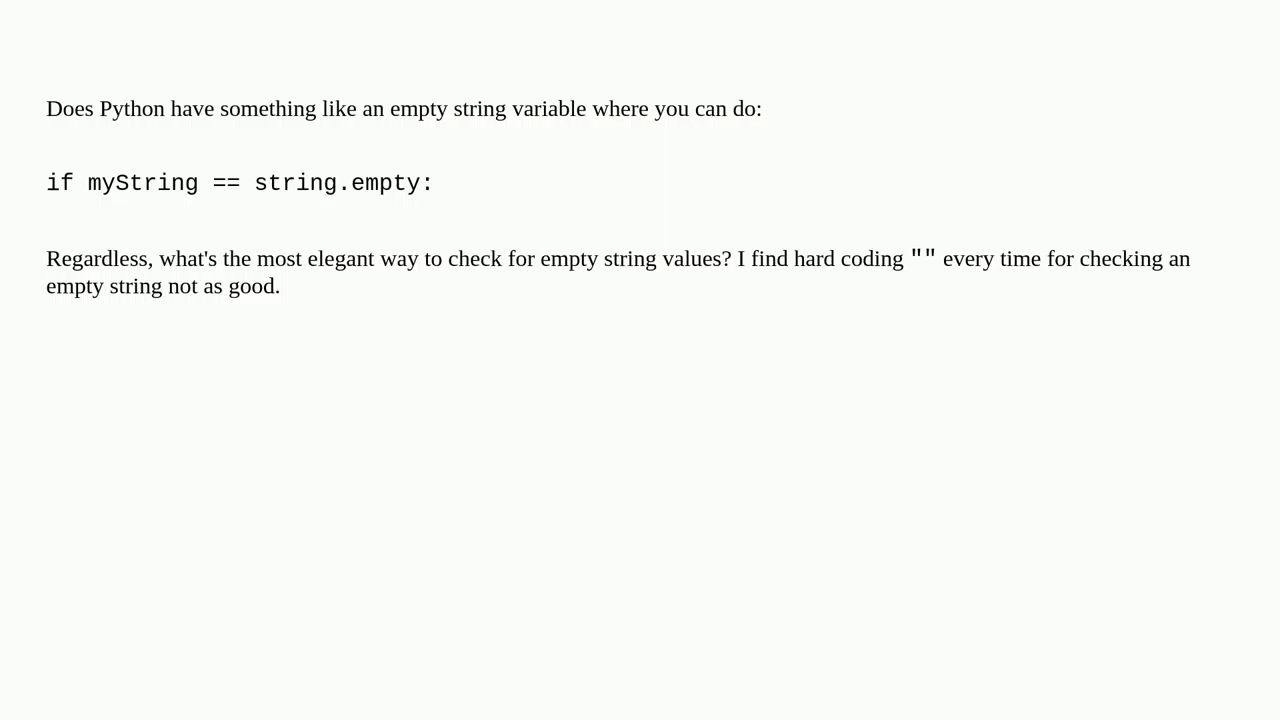 Does Python have something like an empty string variable where you can do:
if myString == string.empty:
Regardless, what's the most elegant way to check for empty string values? I find hard coding "" every time for checking an
empty string not as good.